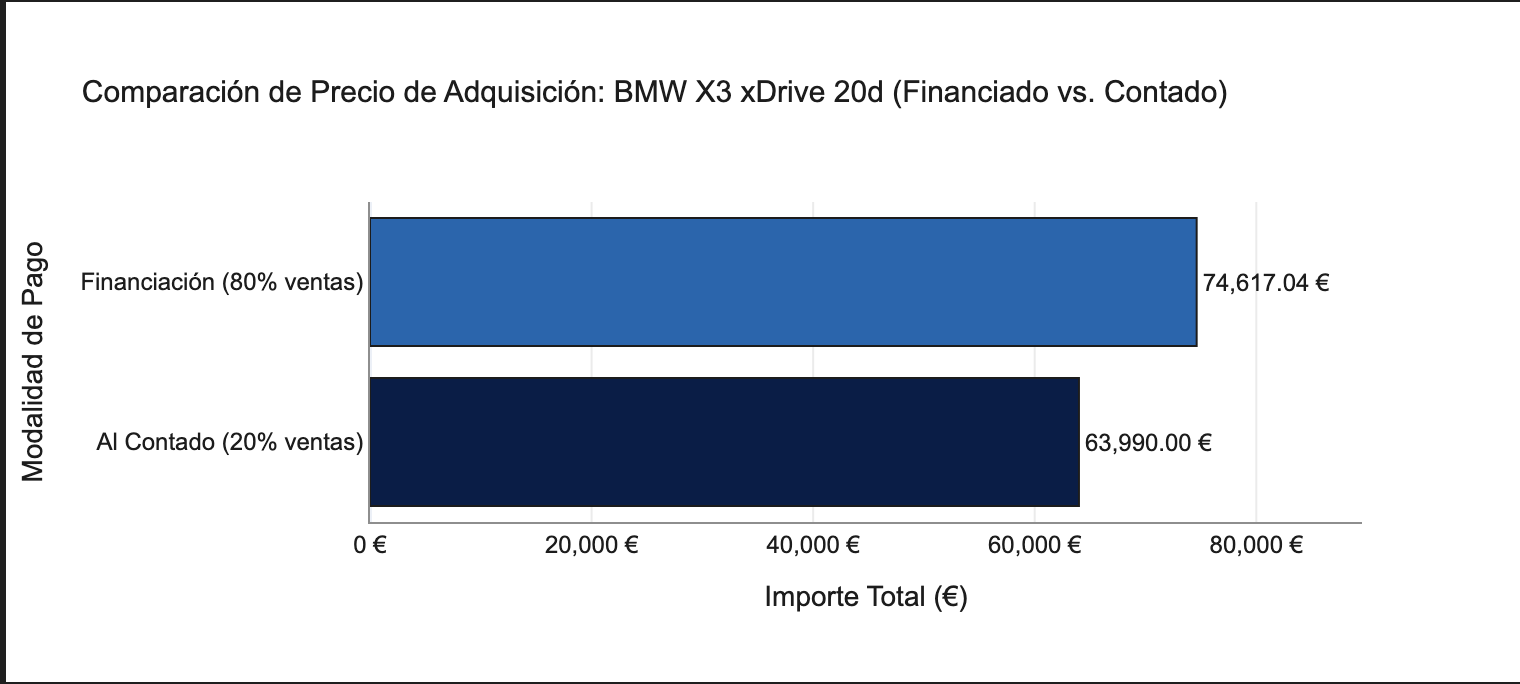 Comparación de Precio de Adquisición: BMW X3 xDrive 20d (Financiado vs. Contado)
Modalidad de Pago
Financiación (80% ventas)
74,617.04 €
Al Contado (20% ventas)
63,990.00 €
0 €
20,000 €
40,000 €
60,000 €
80,000 €
Importe Total (€)